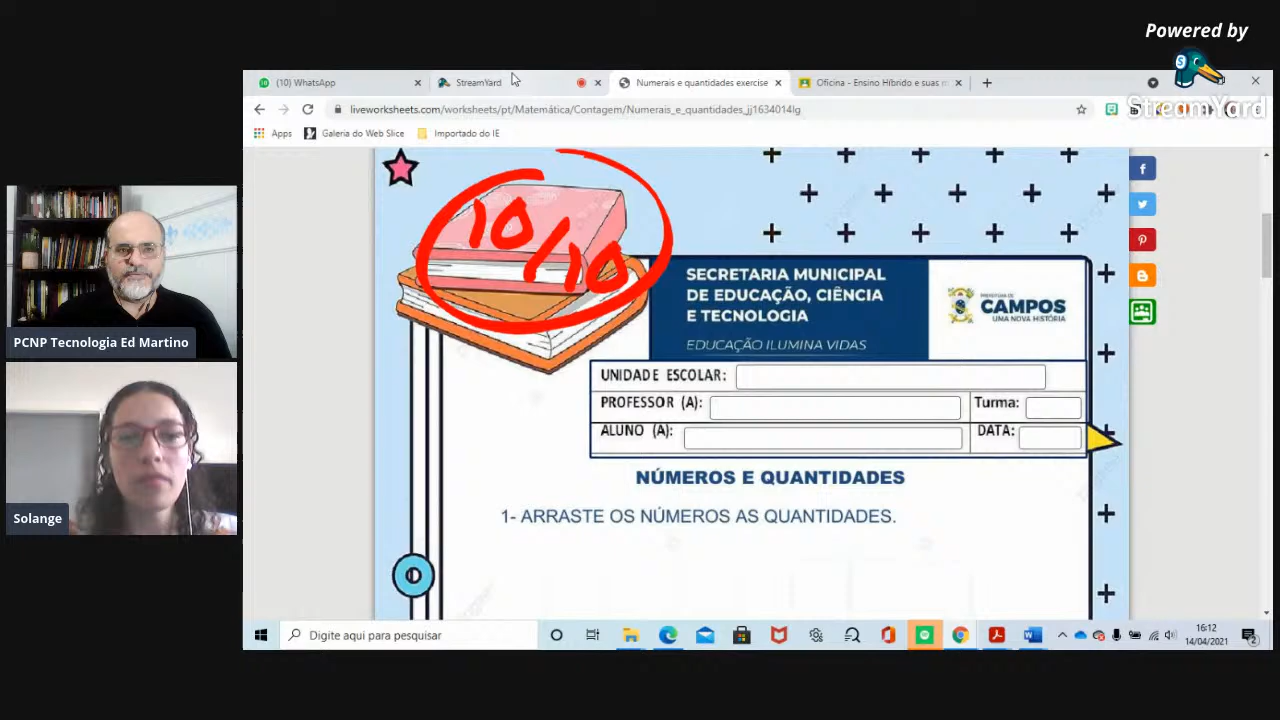 Powered by
StreamYard
(10) WhatsApp
StreamYard
Numerais e quantidades exercise
Oficina - Ensino Híbrido e suas m
liveworksheets.com/worksheets/pt/Matemática/Contagem/Numerais_e_quantidades_jj1634014lg
Apps
Galeria do Web Slice
Importado do IE
10/10
SECRETARIA MUNICIPAL
DE EDUCAÇÃO, CIÊNCIA
E TECNOLOGIA
EDUCAÇÃO ILUMINA VIDAS
PREFEITURA DE
CAMPOS
UMA NOVA HISTÓRIA
UNIDADE ESCOLAR:
PROFESSOR (A):
Turma:
ALUNO (A):
DATA:
NÚMEROS E QUANTIDADES
1- ARRASTE OS NÚMEROS AS QUANTIDADES.
PCNP Tecnologia Ed Martino
Solange
Digite aqui para pesquisar
16:12
14/04/2021